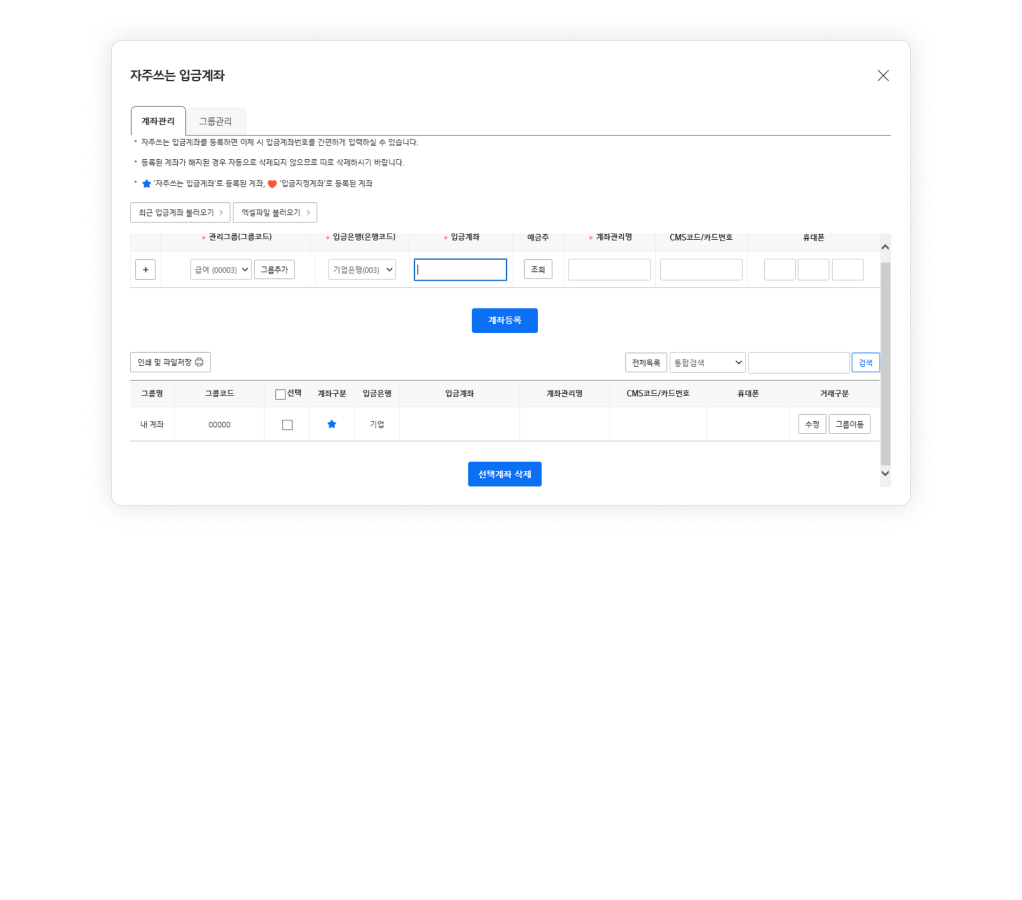 자주쓰는 입금계좌
계좌관리 그룹관리
자주쓰는 입금계좌를 등록하면 이체 시 입금계좌번호를 간편하게 입력하실 수 있습니다.
등록된 계좌가 해지된 경우 자동으로 삭제되지 않으므로 따로 삭제하시기 바랍니다.
'자주쓰는 입금계좌'로 등록된 계좌, '입금지정계좌'로 등록된 계좌
최근 입금계좌 불러오기 > 엑셀파일 불러오기 >
* 관리그룹(그룹코드) * 입금은행(은행코드) * 입금계좌 예금주 * 계좌관리명 CMS코드/카드번호 휴대폰
+ 급여 (00003) 그룹추가 기업은행(003) 조회
계좌등록
인쇄 및 파일저장 전체목록 통합검색 검색
그룹명 그룹코드 선택 계좌구분 입금은행 입금계좌 계좌관리명 CMS코드/카드번호 휴대폰 거래구분
내 계좌 00000 기업 수정 그룹이동
선택계좌 삭제